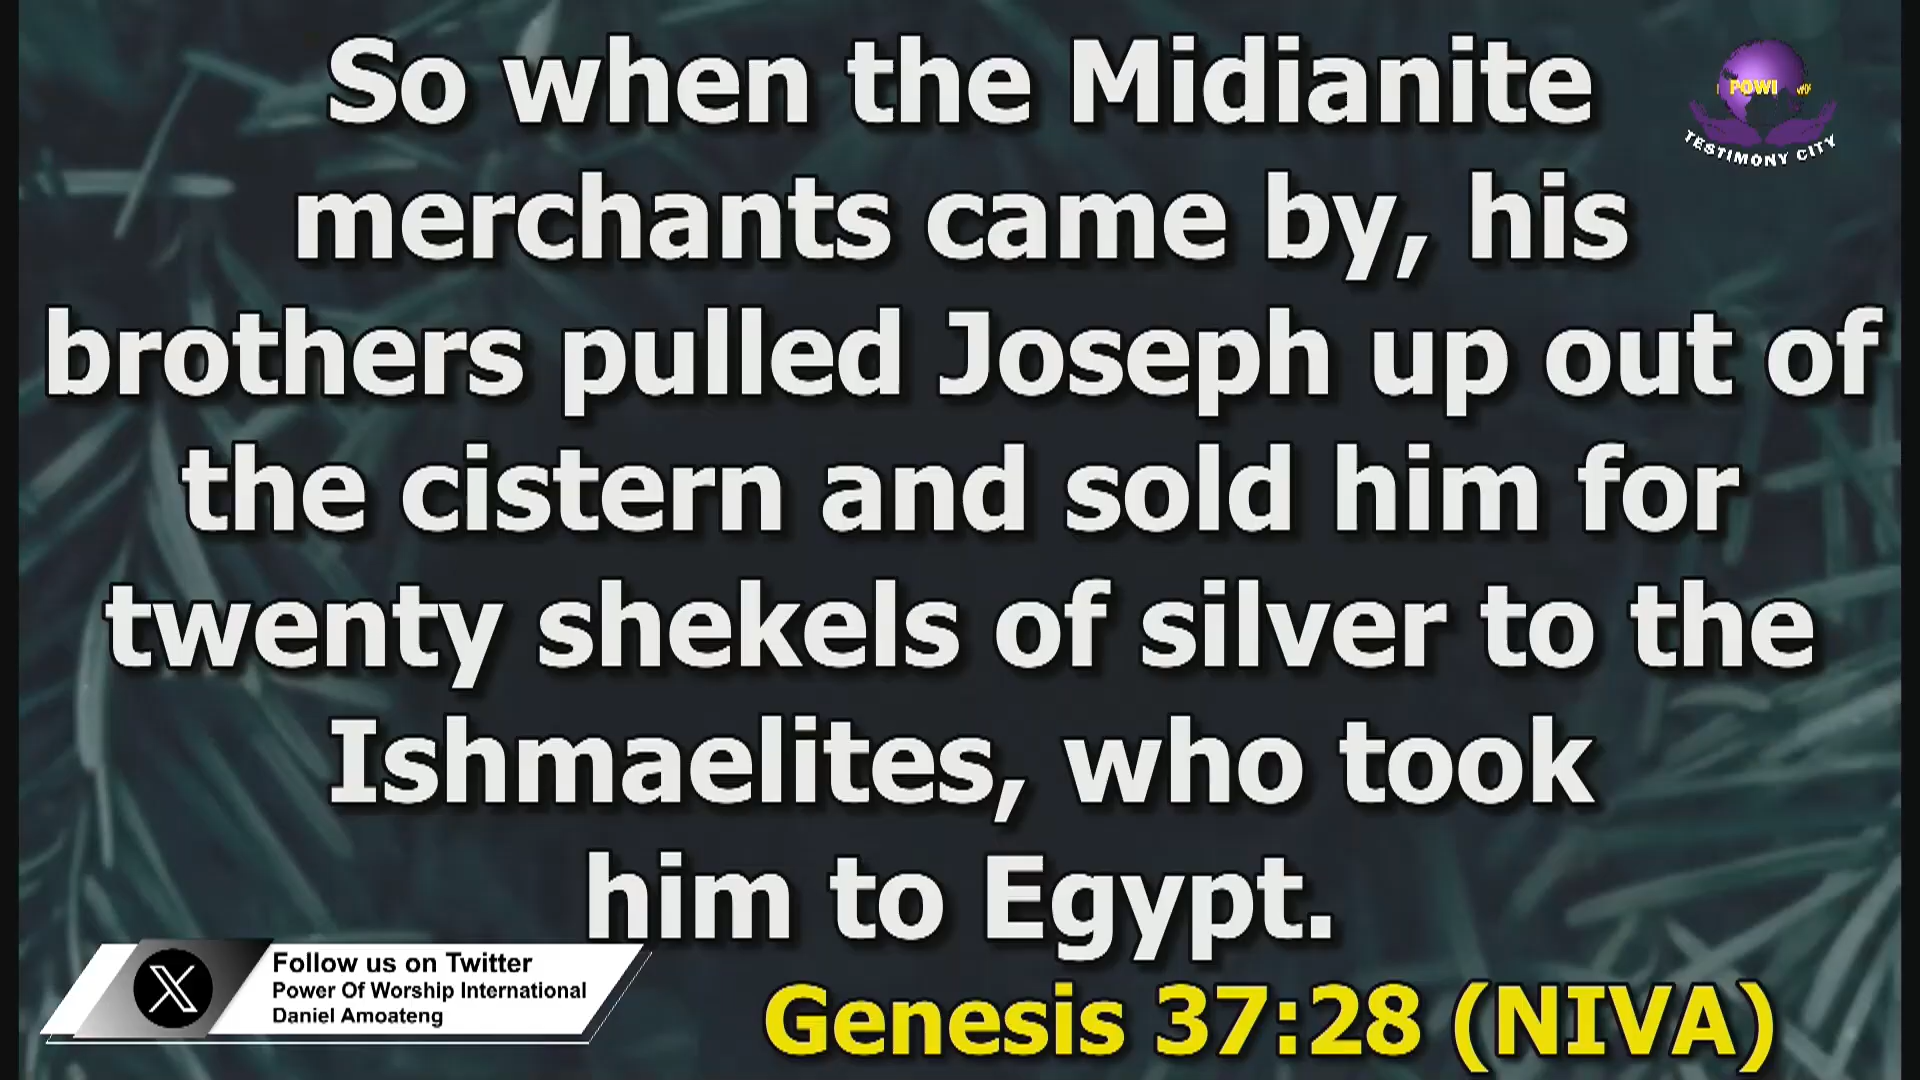 So when the Midianite
merchants came by, his
brothers pulled Joseph up out of
the cistern and sold him for
twenty shekels of silver to the
Ishmaelites, who took
him to Egypt.
Genesis 37:28 (NIVA)
POWI
TESTIMONY CITY
Follow us on Twitter
Power Of Worship International
Daniel Amoateng